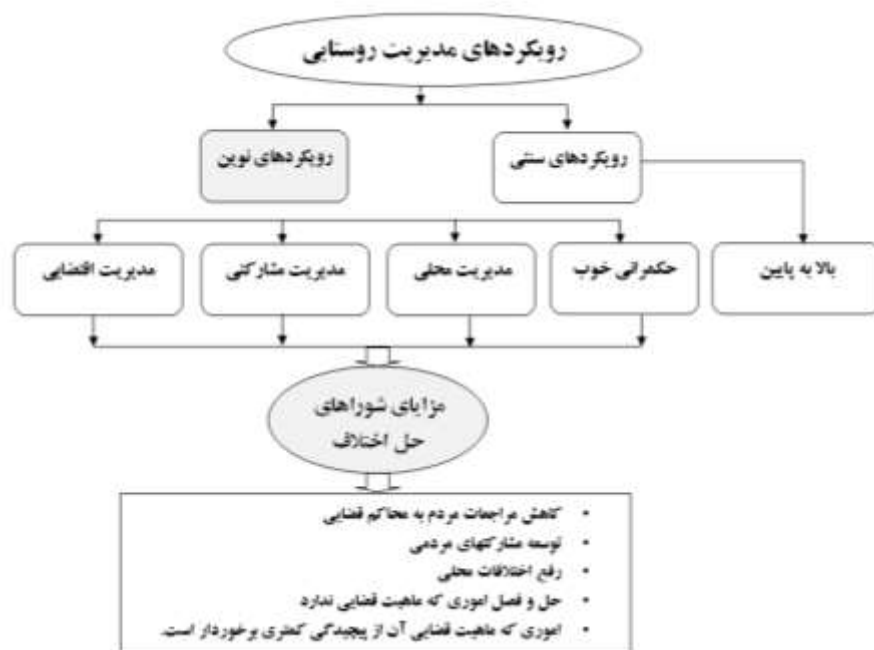 رویکردهای مدیریت روستایی
رویکردهای سنتی
رویکردهای نوین
بالا به پایین
حکمرانی خوب
مدیریت محلی
مدیریت مشارکتی
مدیریت اقتضایی
مزایای شوراهای
حل اختلاف
• کاهش مراجعات مردم به محاکم قضایی
• توسعه مشارکتهای مردمی
• رفع اختلافات محلی
• حل و فصل اموری که ماهیت قضایی ندارد
• اموری که ماهیت قضایی آن از پیچیدگی کمتری برخوردار است.